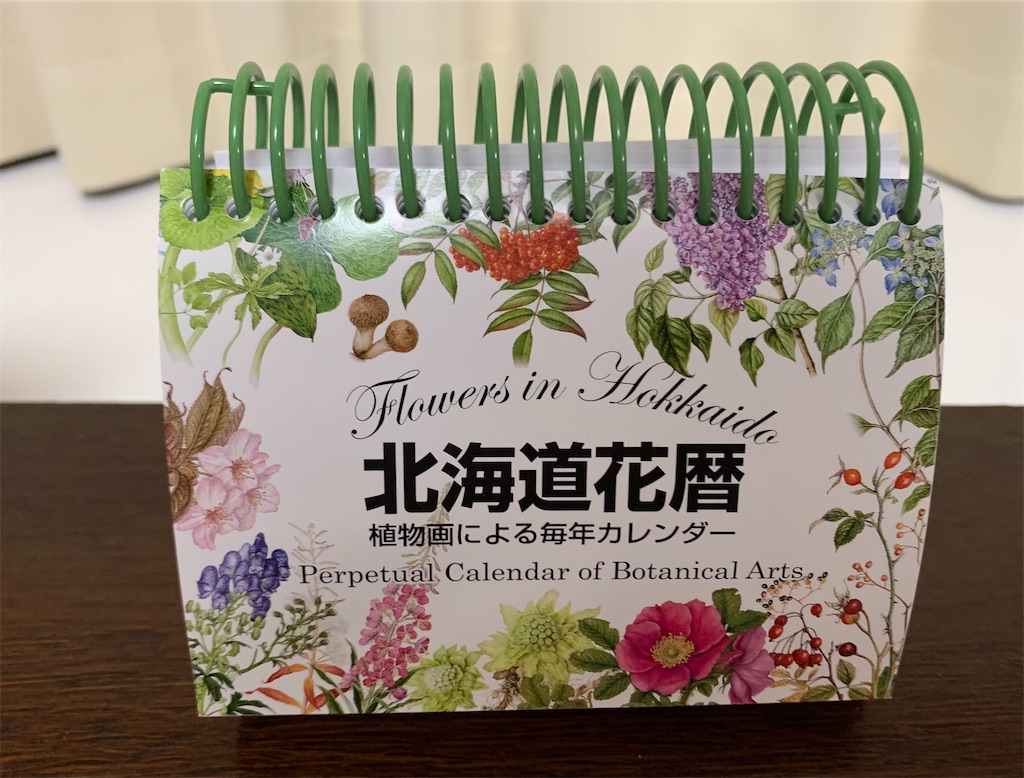 Flowers in Hokkaido
北海道花暦
植物画による毎年カレンダー
Perpetual Calendar of Botanical Arts